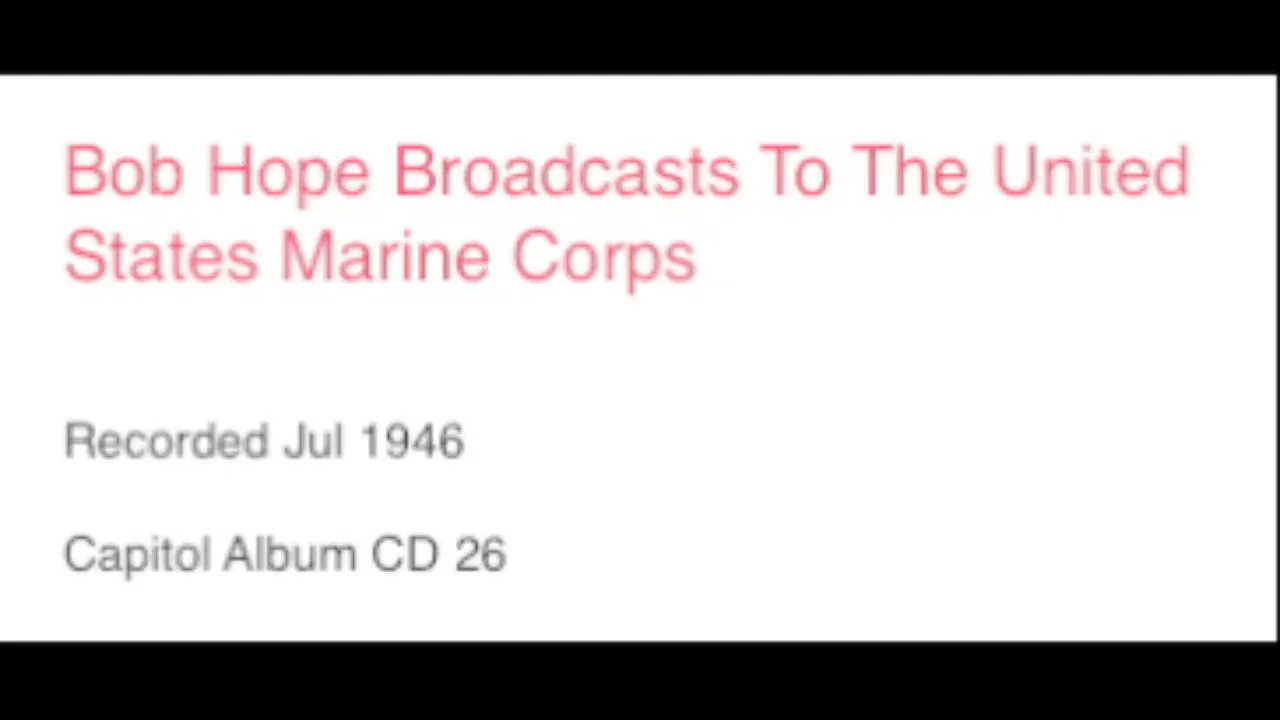 Bob Hope Broadcasts To The United
States Marine Corps
Recorded Jul 1946
Capitol Album CD 26